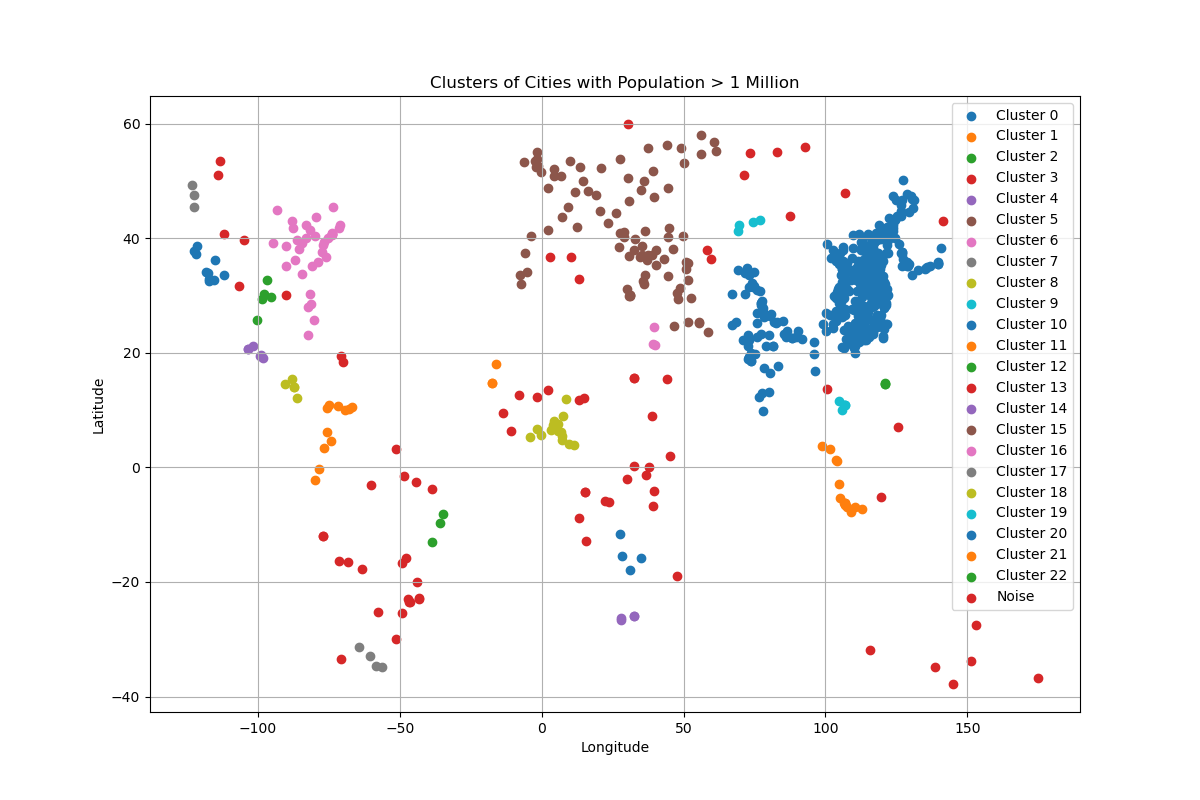 Clusters of Cities with Population > 1 Million
60
40
20
0
−20
−40
Latitude
−100
−50
0
50
100
150
Longitude
Cluster 0
Cluster 1
Cluster 2
Cluster 3
Cluster 4
Cluster 5
Cluster 6
Cluster 7
Cluster 8
Cluster 9
Cluster 10
Cluster 11
Cluster 12
Cluster 13
Cluster 14
Cluster 15
Cluster 16
Cluster 17
Cluster 18
Cluster 19
Cluster 20
Cluster 21
Cluster 22
Noise